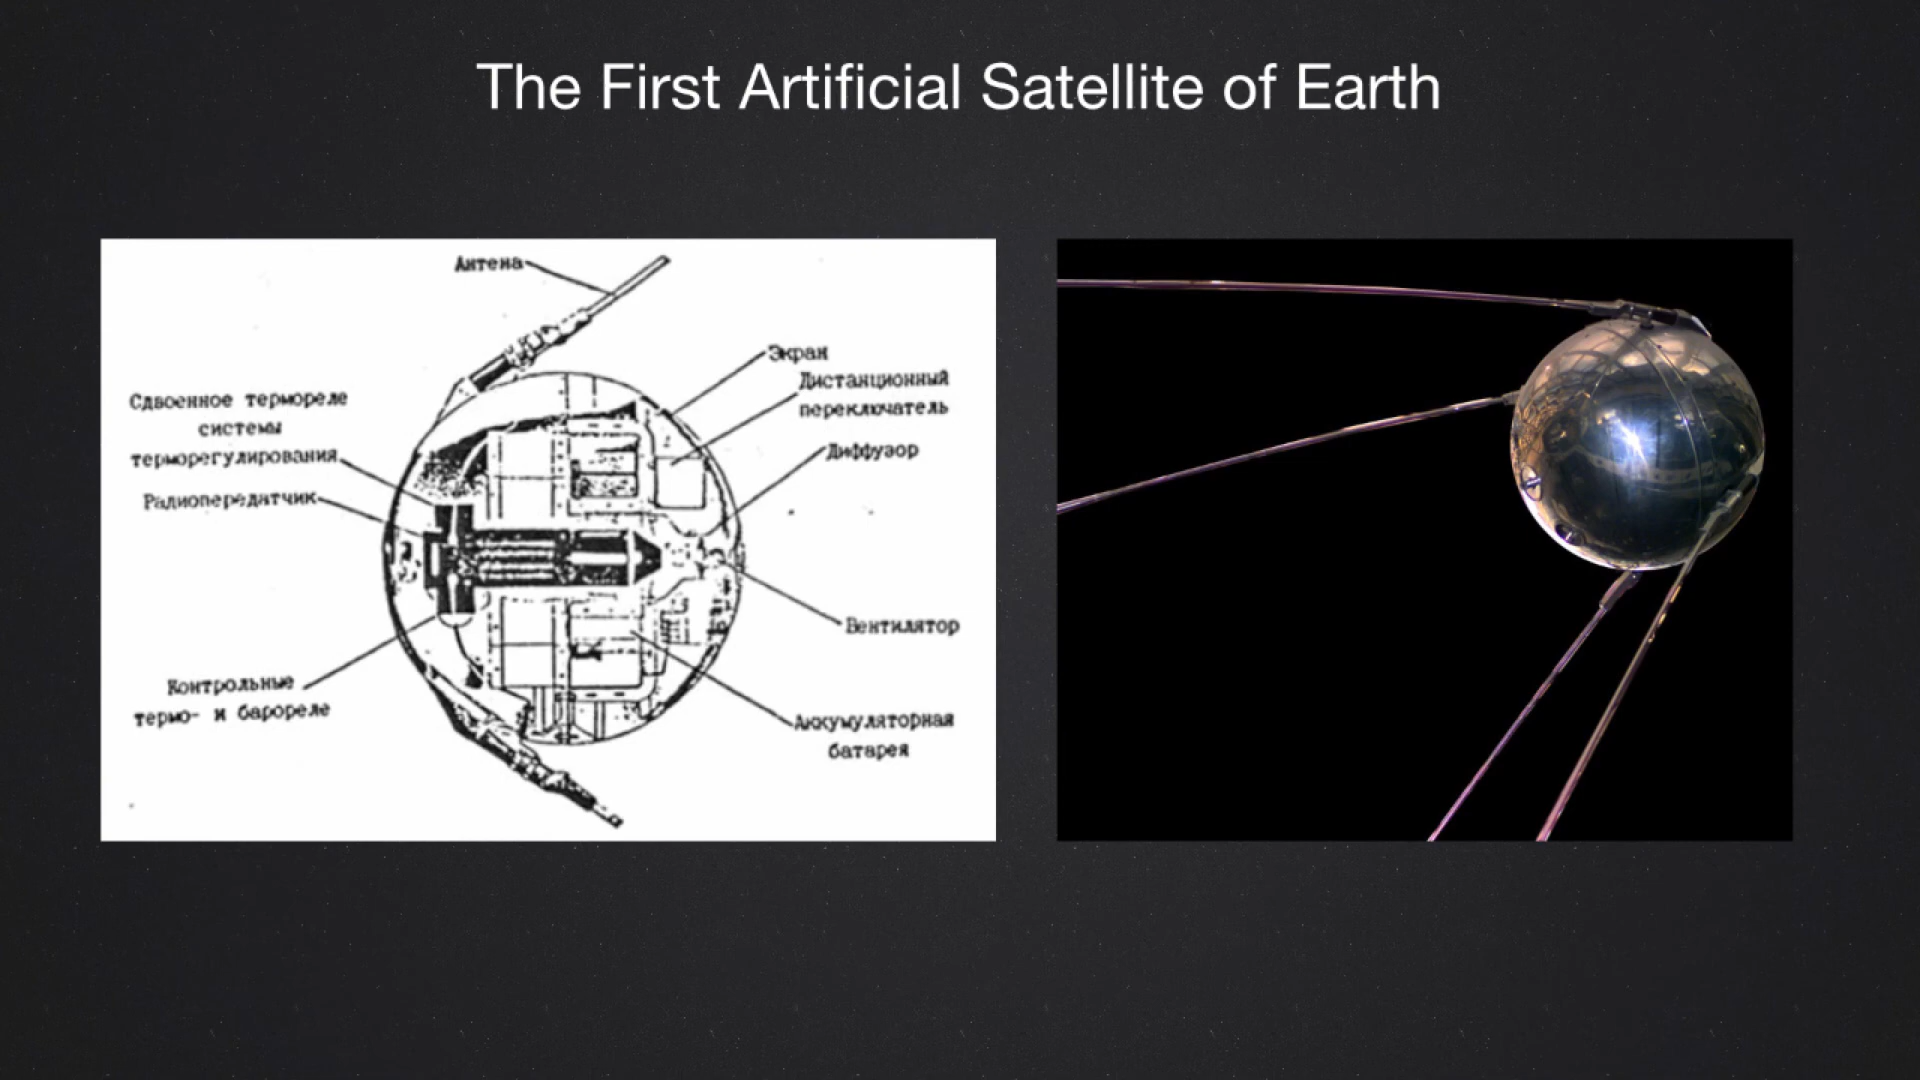 The First Artificial Satellite of Earth
Антена
Экран
Дистанционный
переключатель
Сдвоенное термореле
системы
терморегулирования
Диффузор
Радиопередатчик
Вентилятор
Контрольные
термо- и барореле
Аккумуляторная
батарея